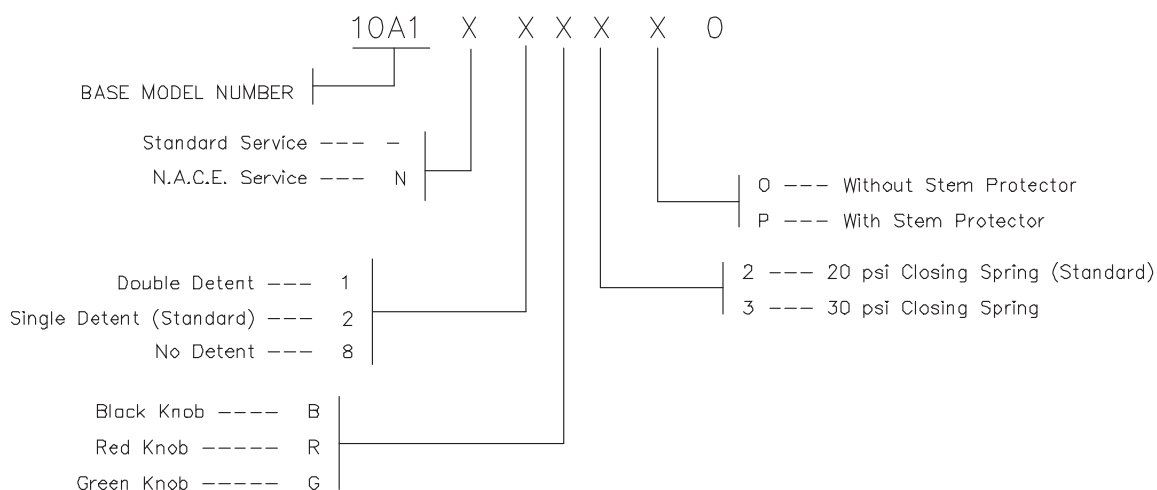 10A1 X X X X X 0
BASE MODEL NUMBER
Standard Service --- -
N.A.C.E. Service --- N
O --- Without Stem Protector
P --- With Stem Protector
Double Detent --- 1
Single Detent (Standard) --- 2
No Detent --- 8
2 --- 20 psi Closing Spring (Standard)
3 --- 30 psi Closing Spring
Black Knob ---- B
Red Knob ----- R
Green Knob ----- G